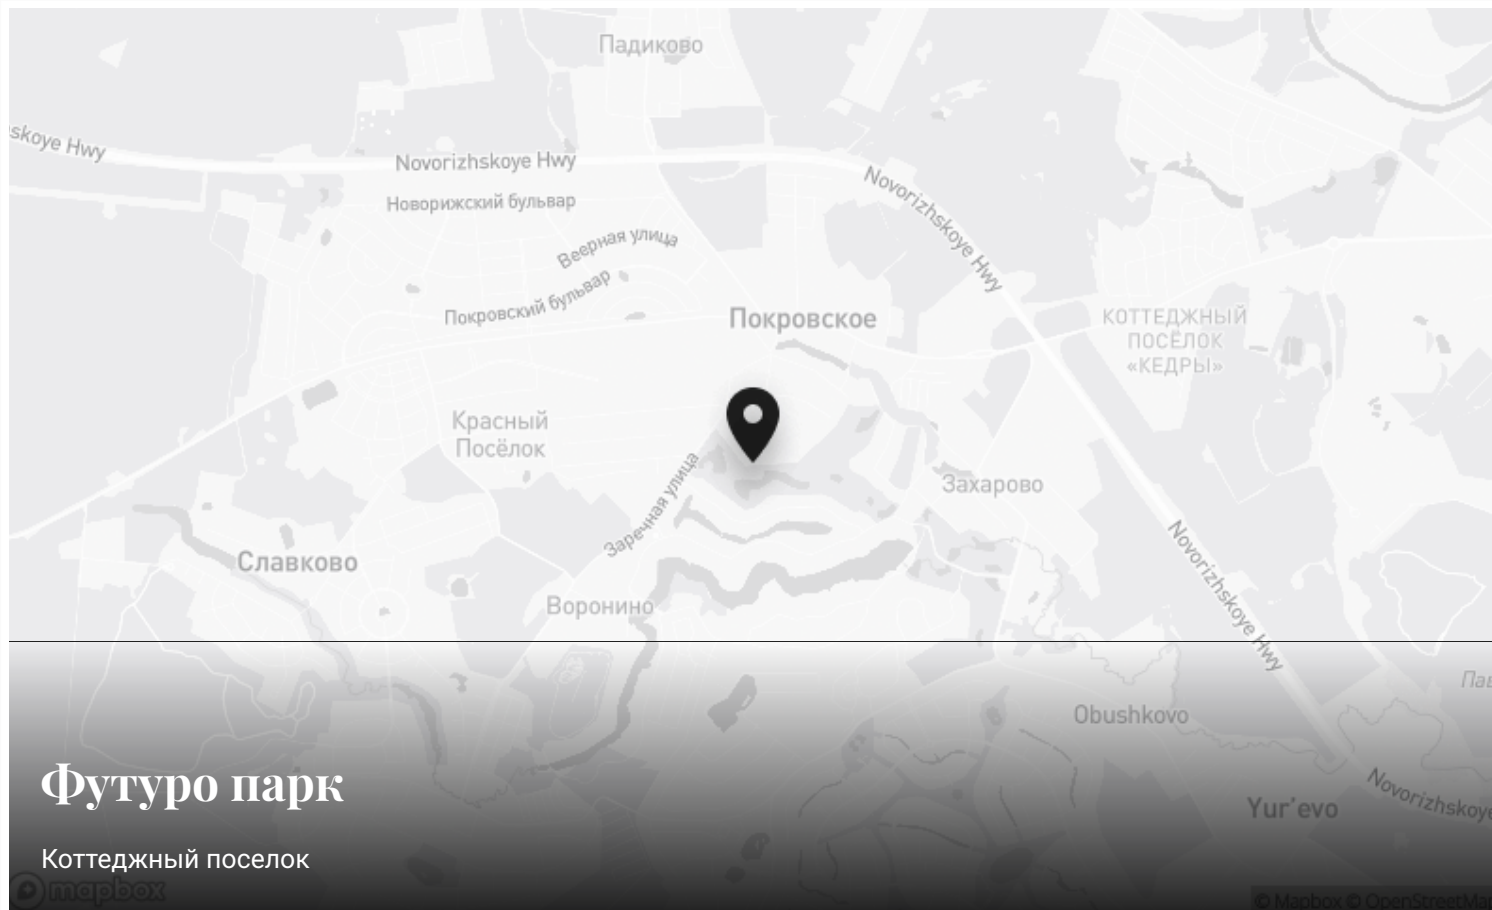 Падиково
skoye Hwy
Novorizhskoye Hwy
Novorizhskoye Hwy
Новорижский бульвар
Веерная улица
Покровский бульвар
Покровское
КОТТЕДЖНЫЙ
ПОСЁЛОК
«КЕДРЫ»
Красный
Посёлок
Заречная улица
Захарово
Славково
Воронино
Novorizhskoye Hwy
Пав
Obushkovo
Футуро парк
Novorizhskoye
Yur'evo
Коттеджный поселок
mapbox
© Mapbox © OpenStreetMap